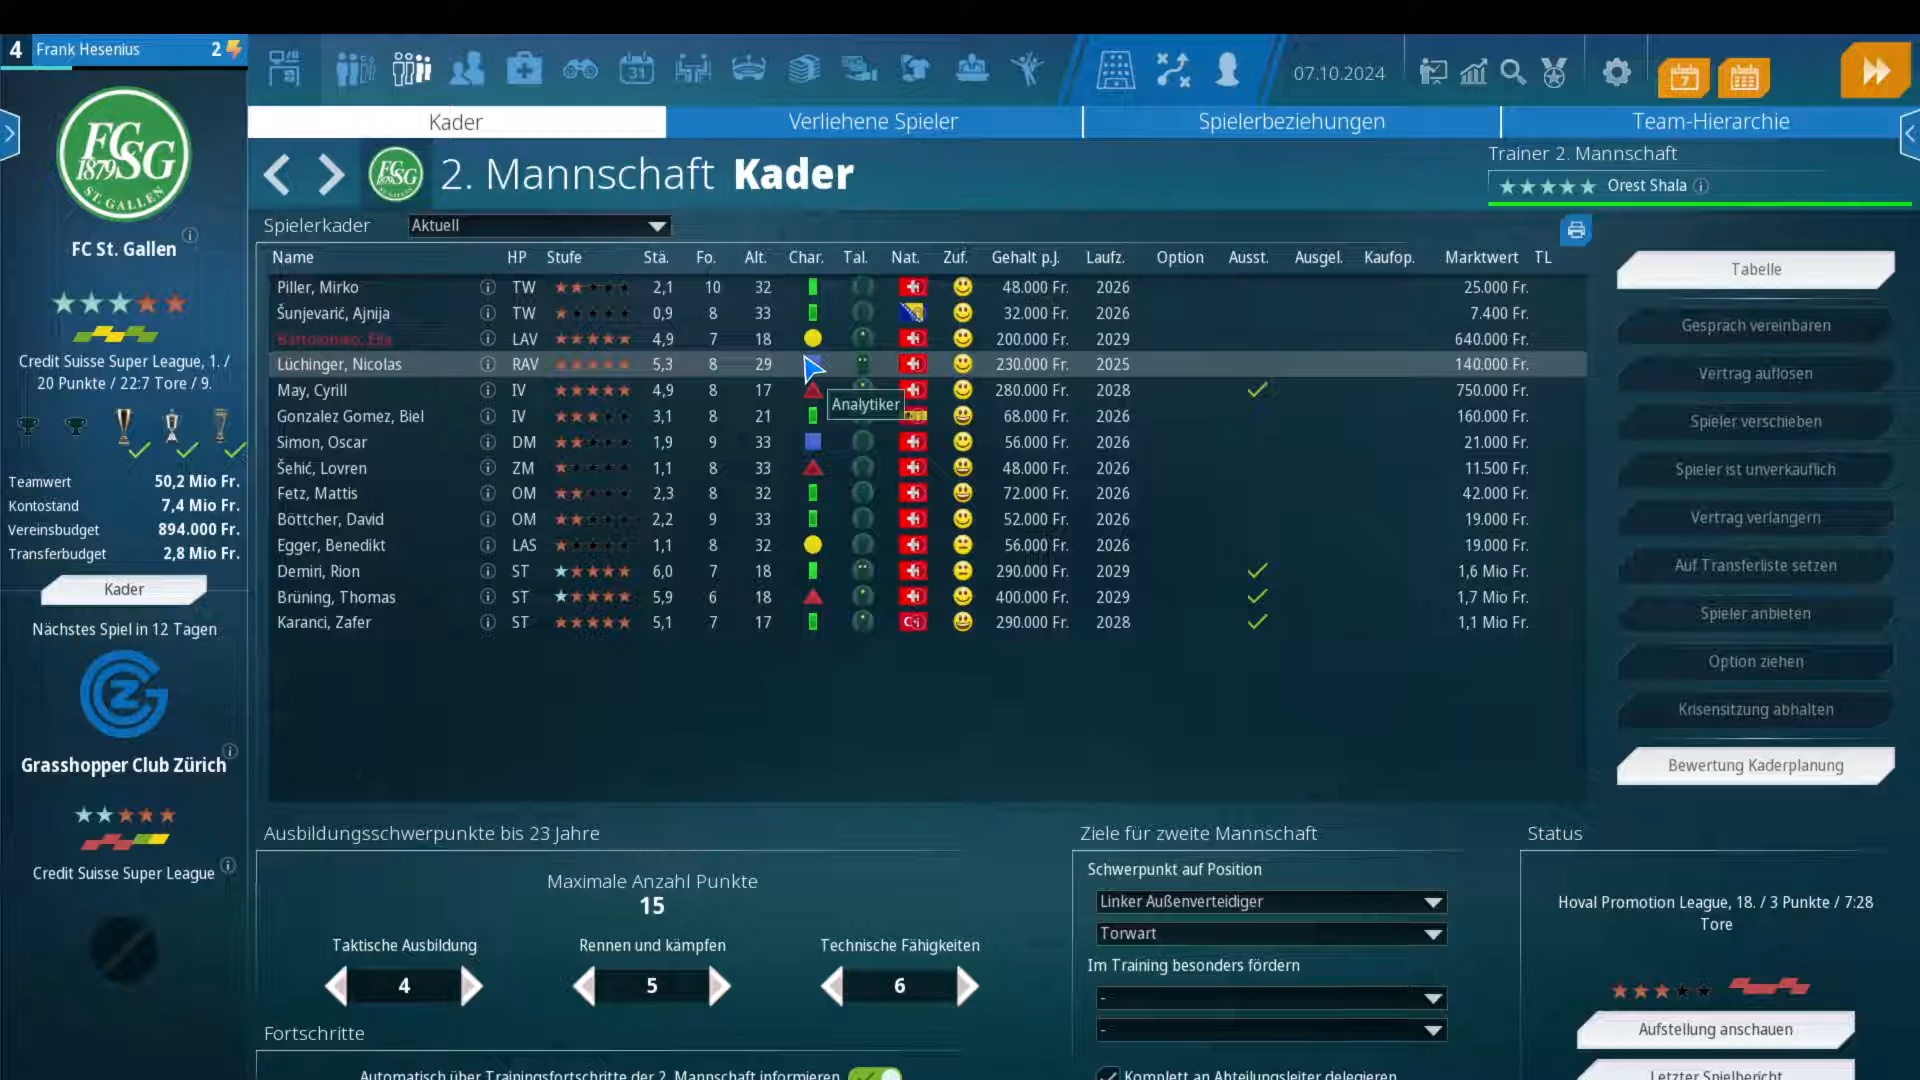 4 Frank Hesenius 2
31
07.10.2024
7
Kader Verliehene Spieler Spielerbeziehungen Team-Hierarchie
FCSG 1879 ST. GALLEN
2. Mannschaft Kader
Trainer 2. Mannschaft
Orest Shala
FC St. Gallen
Spielerkader Aktuell
Name HP Stufe Stä. Fo. Alt. Char. Tal. Nat. Zuf. Gehalt p.J. Laufz. Option Ausst. Ausgel. Kaufop. Marktwert TL
Piller, Mirko TW 2,1 10 32 48.000 Fr. 2026 25.000 Fr.
Šunjevarić, Ajnija TW 0,9 8 33 32.000 Fr. 2026 7.400 Fr.
Bartolomeo, Elia LAV 4,9 7 18 200.000 Fr. 2029 640.000 Fr.
Lüchinger, Nicolas RAV 5,3 8 29 230.000 Fr. 2025 140.000 Fr.
May, Cyrill IV 4,9 8 17 280.000 Fr. 2028 750.000 Fr.
Analytiker
Gonzalez Gomez, Biel IV 3,1 8 21 68.000 Fr. 2026 160.000 Fr.
Simon, Oscar DM 1,9 9 33 56.000 Fr. 2026 21.000 Fr.
Šehić, Lovren ZM 1,1 8 33 48.000 Fr. 2026 11.500 Fr.
Fetz, Mattis OM 2,3 8 32 72.000 Fr. 2026 42.000 Fr.
Böttcher, David OM 2,2 9 33 52.000 Fr. 2026 19.000 Fr.
Egger, Benedikt LAS 1,1 8 32 56.000 Fr. 2026 19.000 Fr.
Demiri, Rion ST 6,0 7 18 290.000 Fr. 2029 1,6 Mio Fr.
Brüning, Thomas ST 5,9 6 18 400.000 Fr. 2029 1,7 Mio Fr.
Karanci, Zafer ST 5,1 7 17 290.000 Fr. 2028 1,1 Mio Fr.
Credit Suisse Super League, 1. /
20 Punkte / 22:7 Tore / 9.
Teamwert 50,2 Mio Fr.
Kontostand 7,4 Mio Fr.
Vereinsbudget 894.000 Fr.
Transferbudget 2,8 Mio Fr.
Kader
Nächstes Spiel in 12 Tagen
Grasshopper Club Zürich
Credit Suisse Super League
Tabelle
Gespräch vereinbaren
Vertrag auflösen
Spieler verschieben
Spieler ist unverkäuflich
Vertrag verlängern
Auf Transferliste setzen
Spieler anbieten
Option ziehen
Krisensitzung abhalten
Bewertung Kaderplanung
Ausbildungsschwerpunkte bis 23 Jahre
Maximale Anzahl Punkte
15
Taktische Ausbildung Rennen und kämpfen Technische Fähigkeiten
4 5 6
Fortschritte
Automatisch über Trainingsfortschritte der 2. Mannschaft informieren
Ziele für zweite Mannschaft
Schwerpunkt auf Position
Linker Außenverteidiger
Torwart
Im Training besonders fördern
-
-
Komplett an Abteilungsleiter delegieren
Status
Hoval Promotion League, 18. / 3 Punkte / 7:28
Tore
Aufstellung anschauen
Letzter Spielbericht